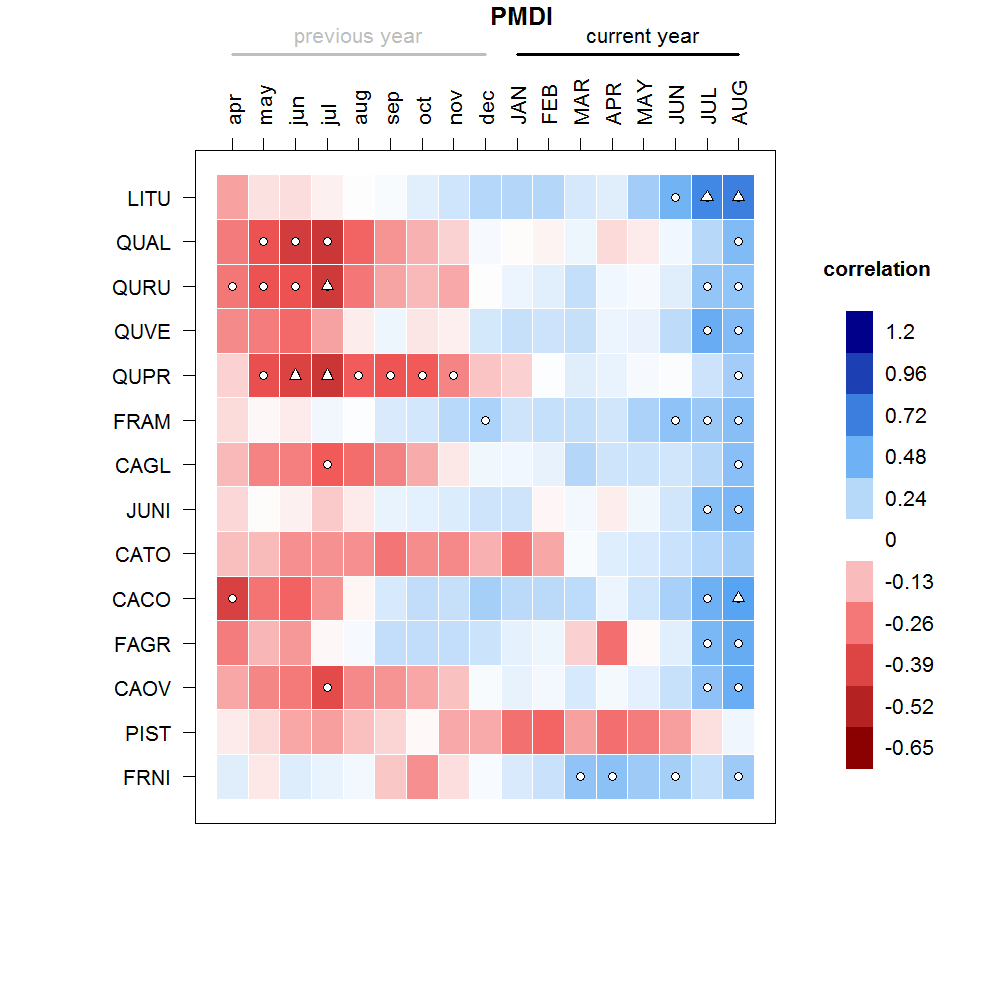 PMDI
previous year current year
apr may jun jul aug sep oct nov dec JAN FEB MAR APR MAY JUN JUL AUG
LITU
QUAL
QURU
QUVE
QUPR
FRAM
CAGL
JUNI
CATO
CACO
FAGR
CAOV
PIST
FRNI
correlation
1.2
0.96
0.72
0.48
0.24
0
-0.13
-0.26
-0.39
-0.52
-0.65